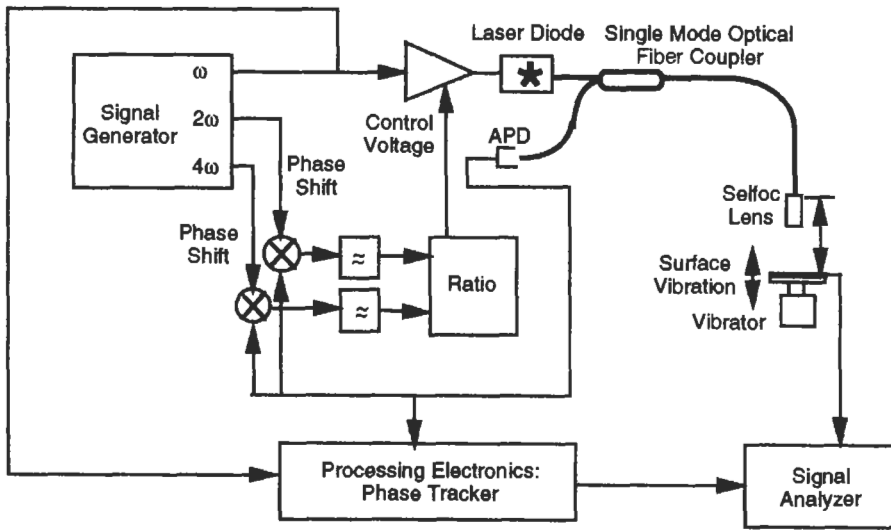 Laser Diode
Single Mode Optical
Fiber Coupler
ω
Signal
Generator
2ω
4ω
Control
Voltage
APD
Phase
Shift
Phase
Shift
Selfoc
Lens
≈
≈
Ratio
Surface
Vibration
Vibrator
Processing Electronics:
Phase Tracker
Signal
Analyzer